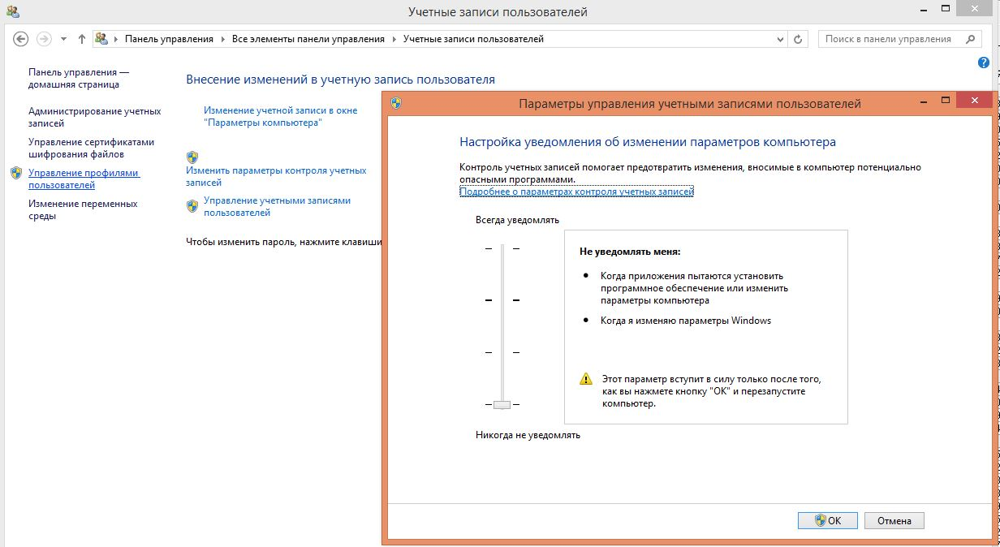 Учетные записи пользователей
Панель управления
Все элементы панели управления
Учетные записи пользователей
Поиск в панели управления
?
Панель управления —
домашняя страница
Администрирование учетных
записей
Управление сертификатами
шифрования файлов
Управление профилями
пользователей
Изменение переменных
среды
Внесение изменений в учетную запись пользователя
Изменение учетной записи в окне
"Параметры компьютера"
Изменить параметры контроля учетных
записей
Управление учетными записями
пользователей
Чтобы изменить пароль, нажмите клавиши
Параметры управления учетными записями пользователей
Настройка уведомления об изменении параметров компьютера
Контроль учетных записей помогает предотвратить изменения, вносимые в компьютер потенциально
опасными программами.
Подробнее о параметрах контроля учетных записей
Всегда уведомлять
Не уведомлять меня:
Когда приложения пытаются установить
программное обеспечение или изменить
параметры компьютера
Когда я изменяю параметры Windows
Этот параметр вступит в силу только после того,
как вы нажмете кнопку "ОК" и перезапустите
компьютер.
Никогда не уведомлять
ОК
Отмена